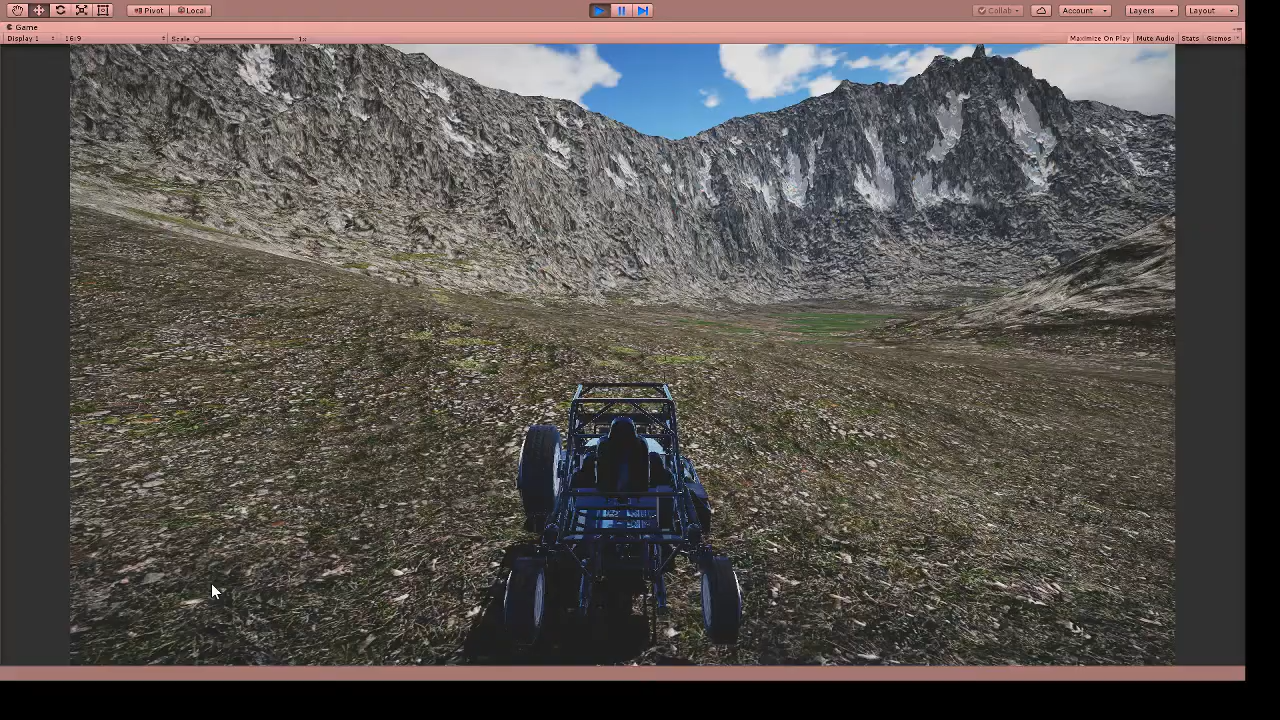 Pivot Local Collab Account Layers Layout
Game
Display 1 16:9 Scale 1x Maximize On Play Mute Audio Stats Gizmos